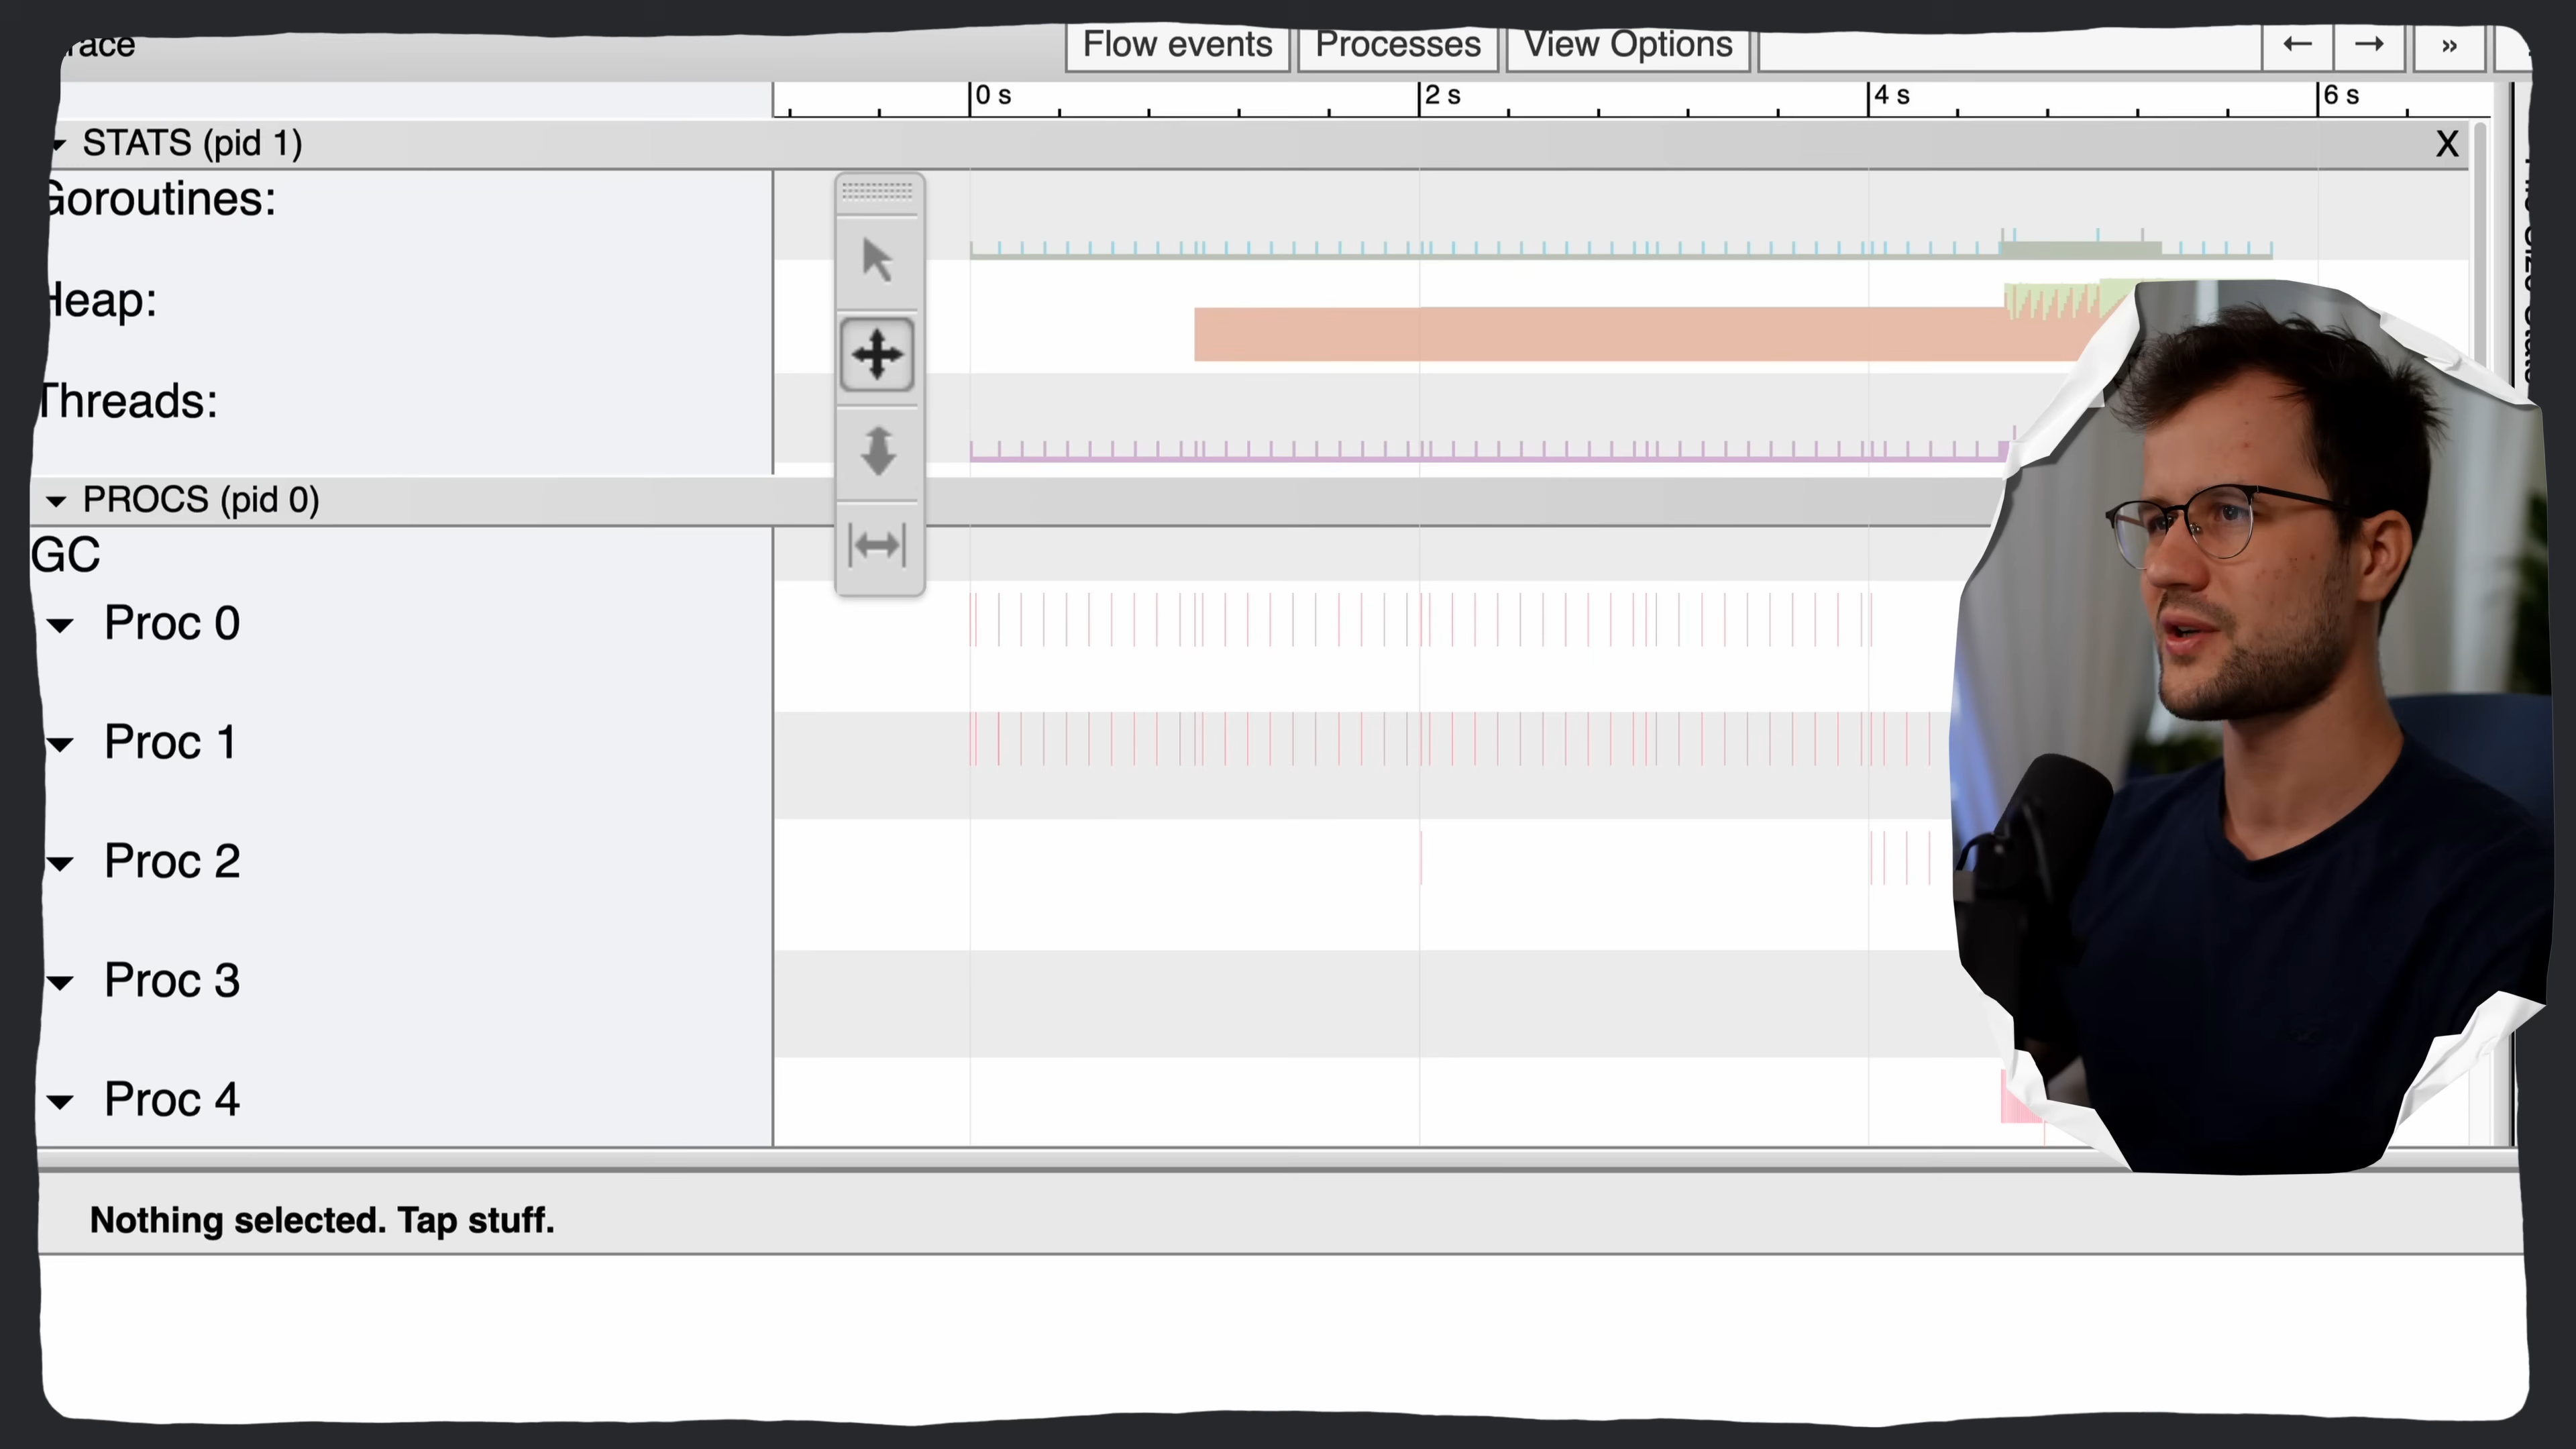 Flow events Processes View Options ← → »
0 s 2 s 4 s 6 s
STATS (pid 1) X
Goroutines:
Heap:
Threads:
PROCS (pid 0)
GC
Proc 0
Proc 1
Proc 2
Proc 3
Proc 4
Nothing selected. Tap stuff.